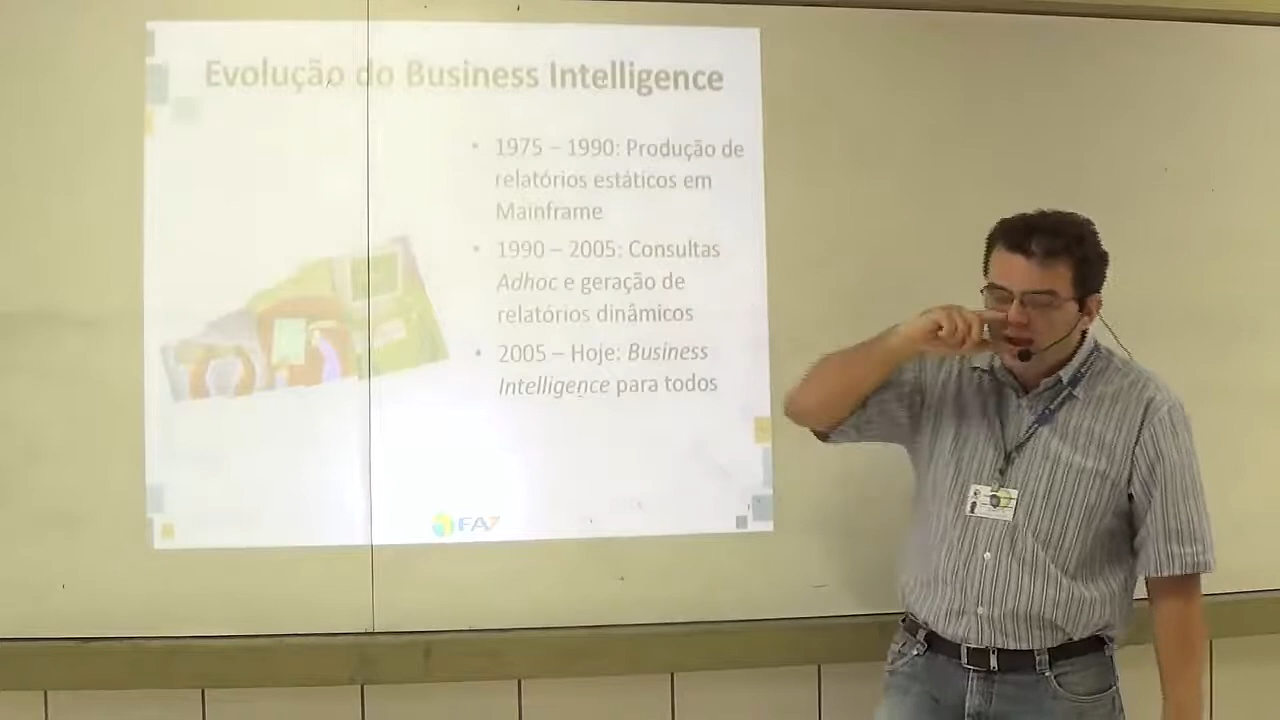 Evolução do Business Intelligence
• 1975 – 1990: Produção de
relatórios estáticos em
Mainframe
• 1990 – 2005: Consultas
Adhoc e geração de
relatórios dinâmicos
• 2005 – Hoje: Business
Intelligence para todos
FA7